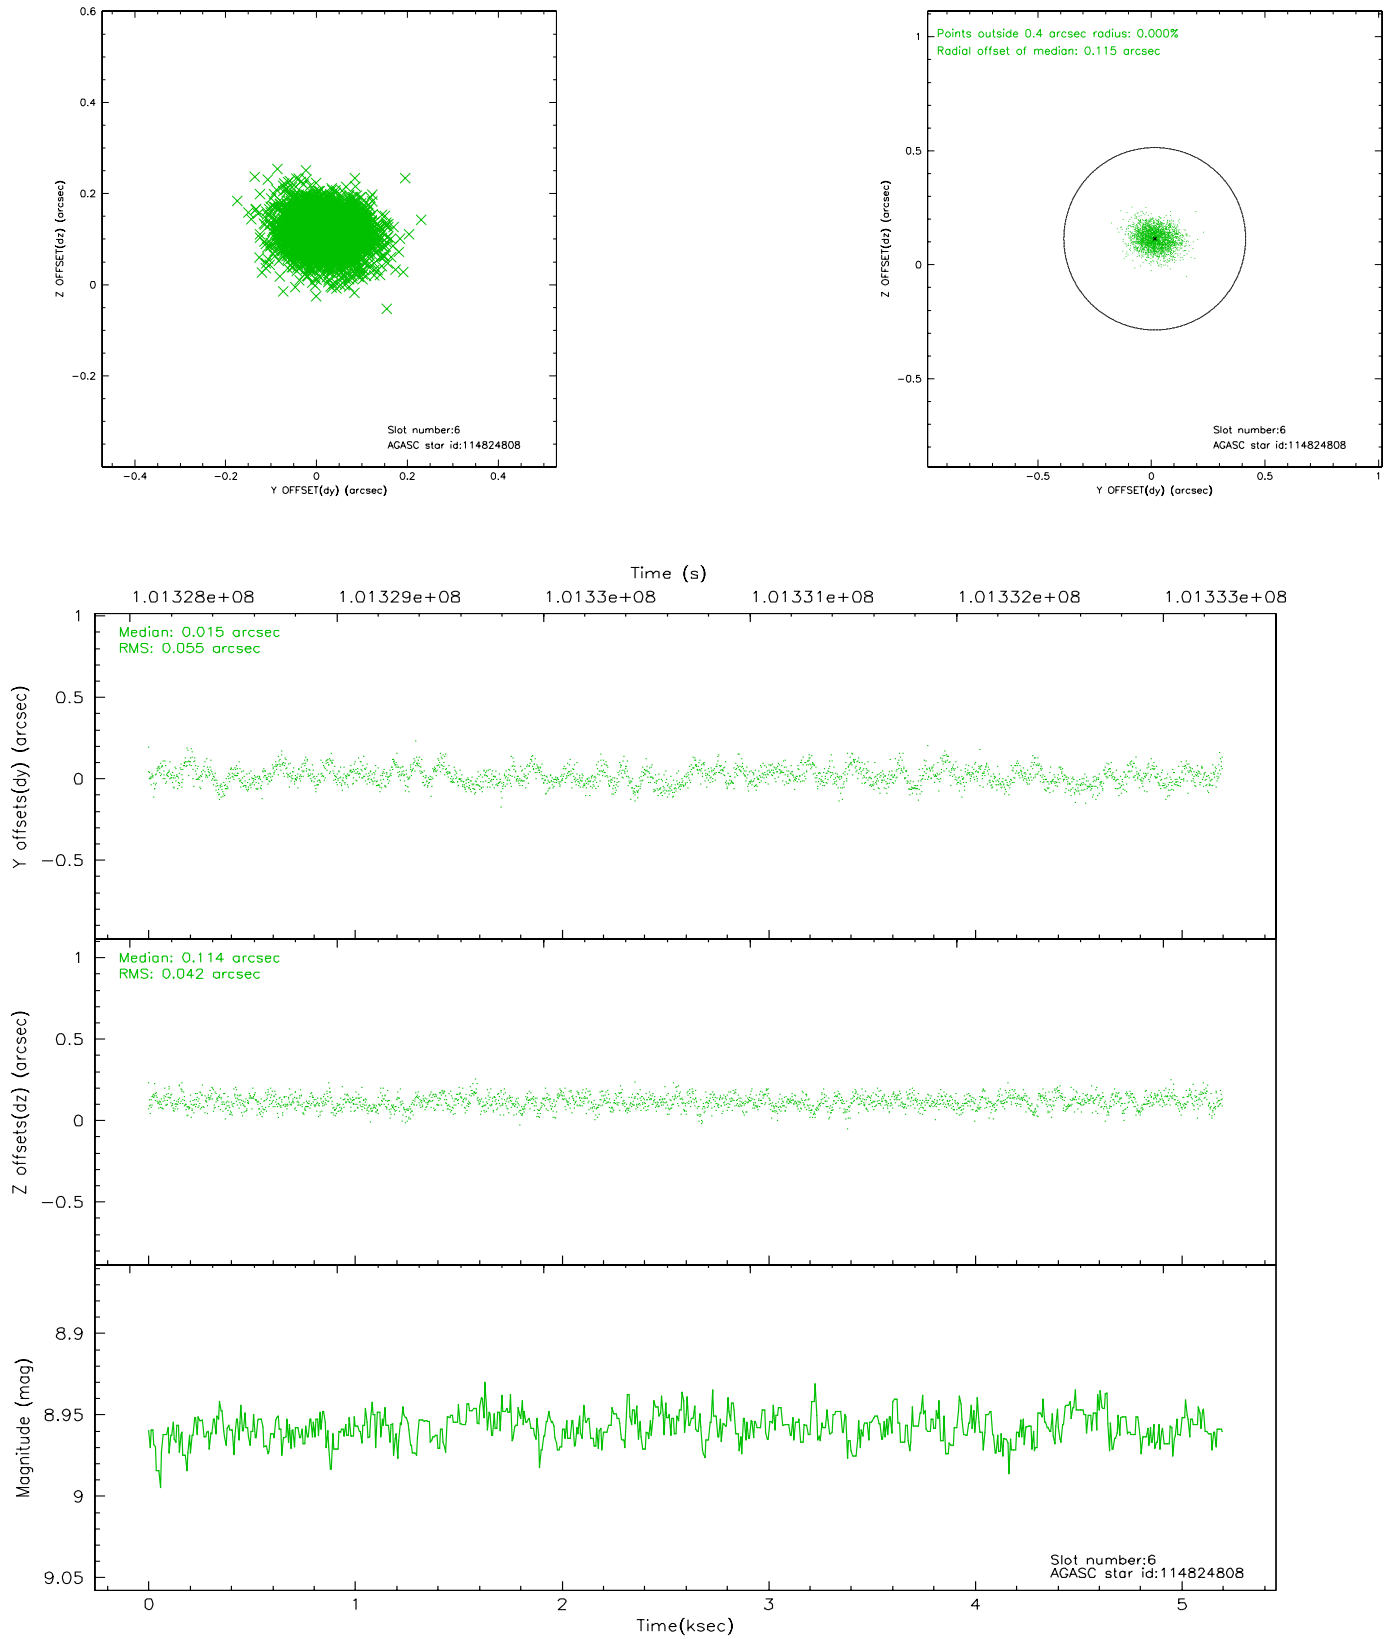 0.6
0.4
0.2
0
−0.2
Z OFFSET(dz) (arcsec)
−0.4 −0.2 0 0.2 0.4
Y OFFSET(dy) (arcsec)
Slot number:6
AGASC star id:114824808
Points outside 0.4 arcsec radius: 0.000%
Radial offset of median: 0.115 arcsec
1
0.5
0
−0.5
Z OFFSET(dz) (arcsec)
−0.5 0 0.5 1
Y OFFSET(dy) (arcsec)
Slot number:6
AGASC star id:114824808
Time (s)
1.01328e+08 1.01329e+08 1.0133e+08 1.01331e+08 1.01332e+08 1.01333e+08
Median: 0.015 arcsec
RMS: 0.055 arcsec
1
0.5
0
−0.5
Y offsets(dy) (arcsec)
Median: 0.114 arcsec
RMS: 0.042 arcsec
1
0.5
0
−0.5
Z offsets(dz) (arcsec)
8.9
8.95
9
9.05
Magnitude (mag)
Slot number:6
AGASC star id:114824808
0 1 2 3 4 5
Time(ksec)